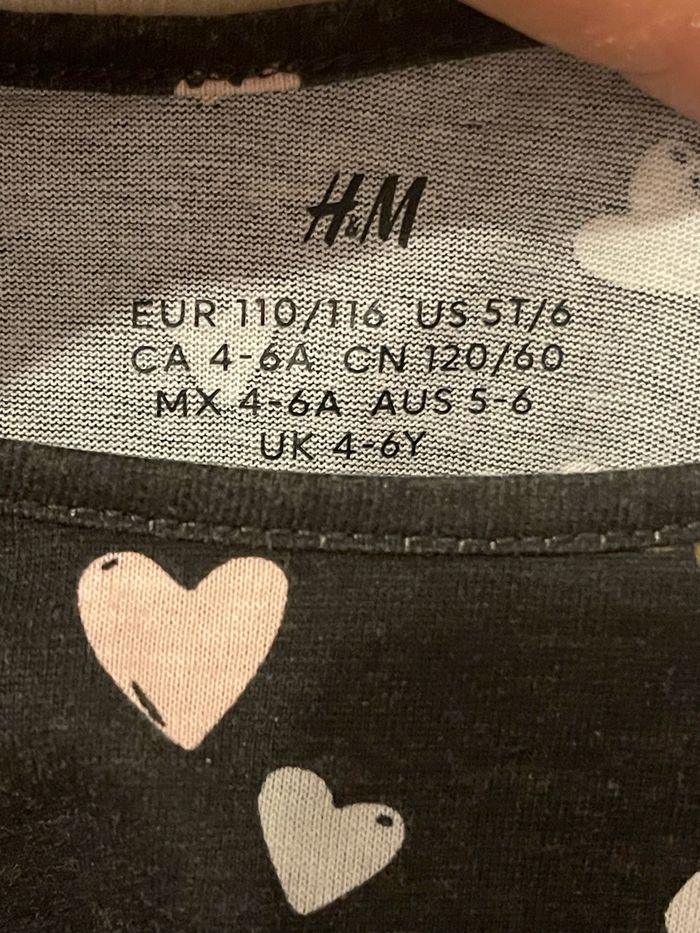 H&M
EUR 110/116 US 5T/6
CA 4-6A CN 120/60
MX 4-6A AUS 5-6
UK 4-6Y